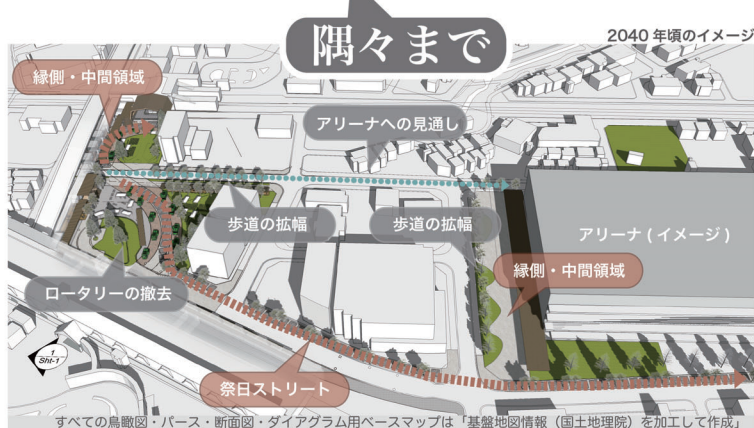 隅々まで
2040 年頃のイメージ
縁側・中間領域
アリーナへの見通し
歩道の拡幅
歩道の拡幅
アリーナ ( イメージ )
縁側・中間領域
ロータリーの撤去
1
Sht-1
祭日ストリート
すべての鳥瞰図・パース・断面図・ダイアグラム用ベースマップは「基盤地図情報（国土地理院）を加工して作成」